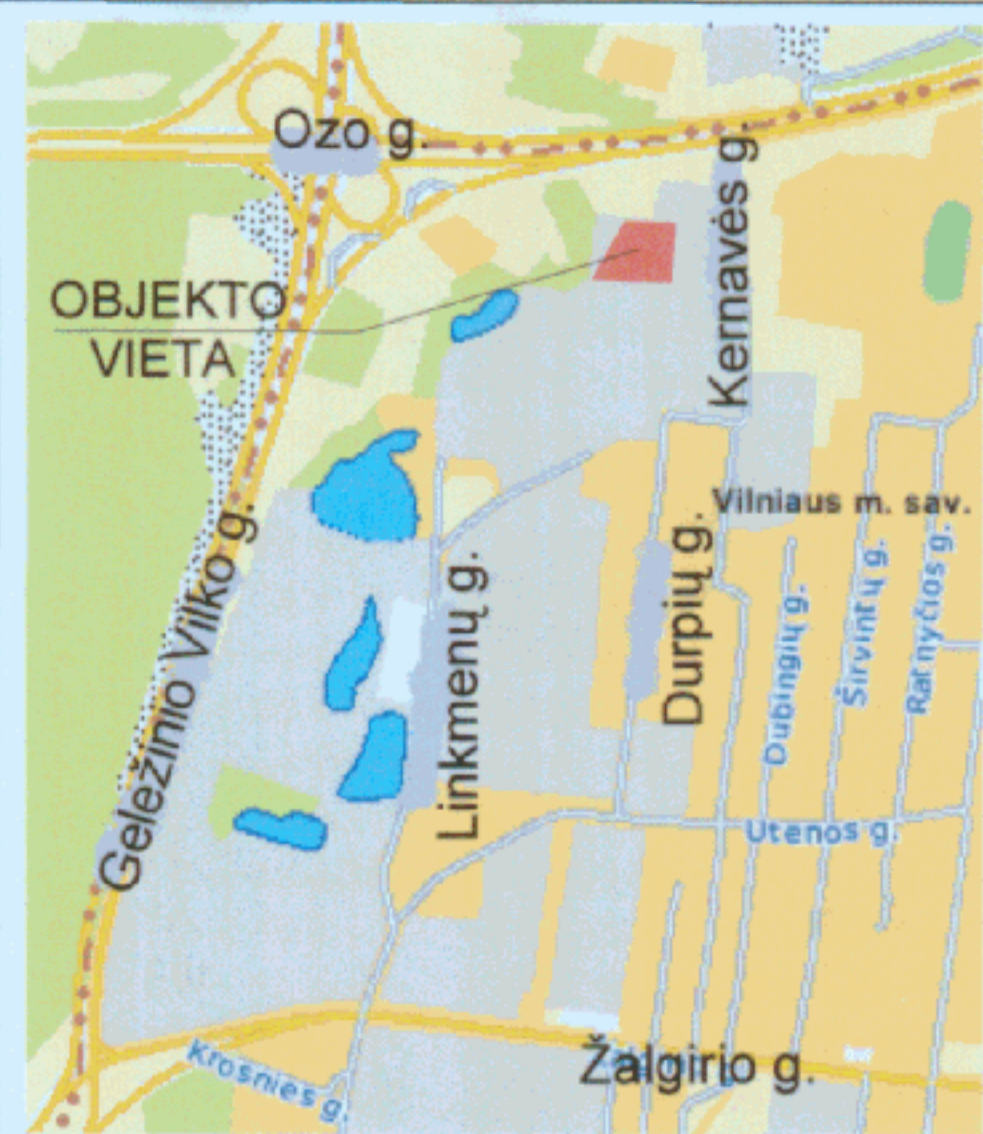 Ozo g.
Kernavės g.
OBJEKTO
VIETA
Vilniaus m. sav.
Geležinio Vilko g.
Linkmenų g.
Durpių g.
Dubingių g.
Širvintų g.
Ratnyčios g.
Utenos g.
Žalgirio g.
Krosnies g.